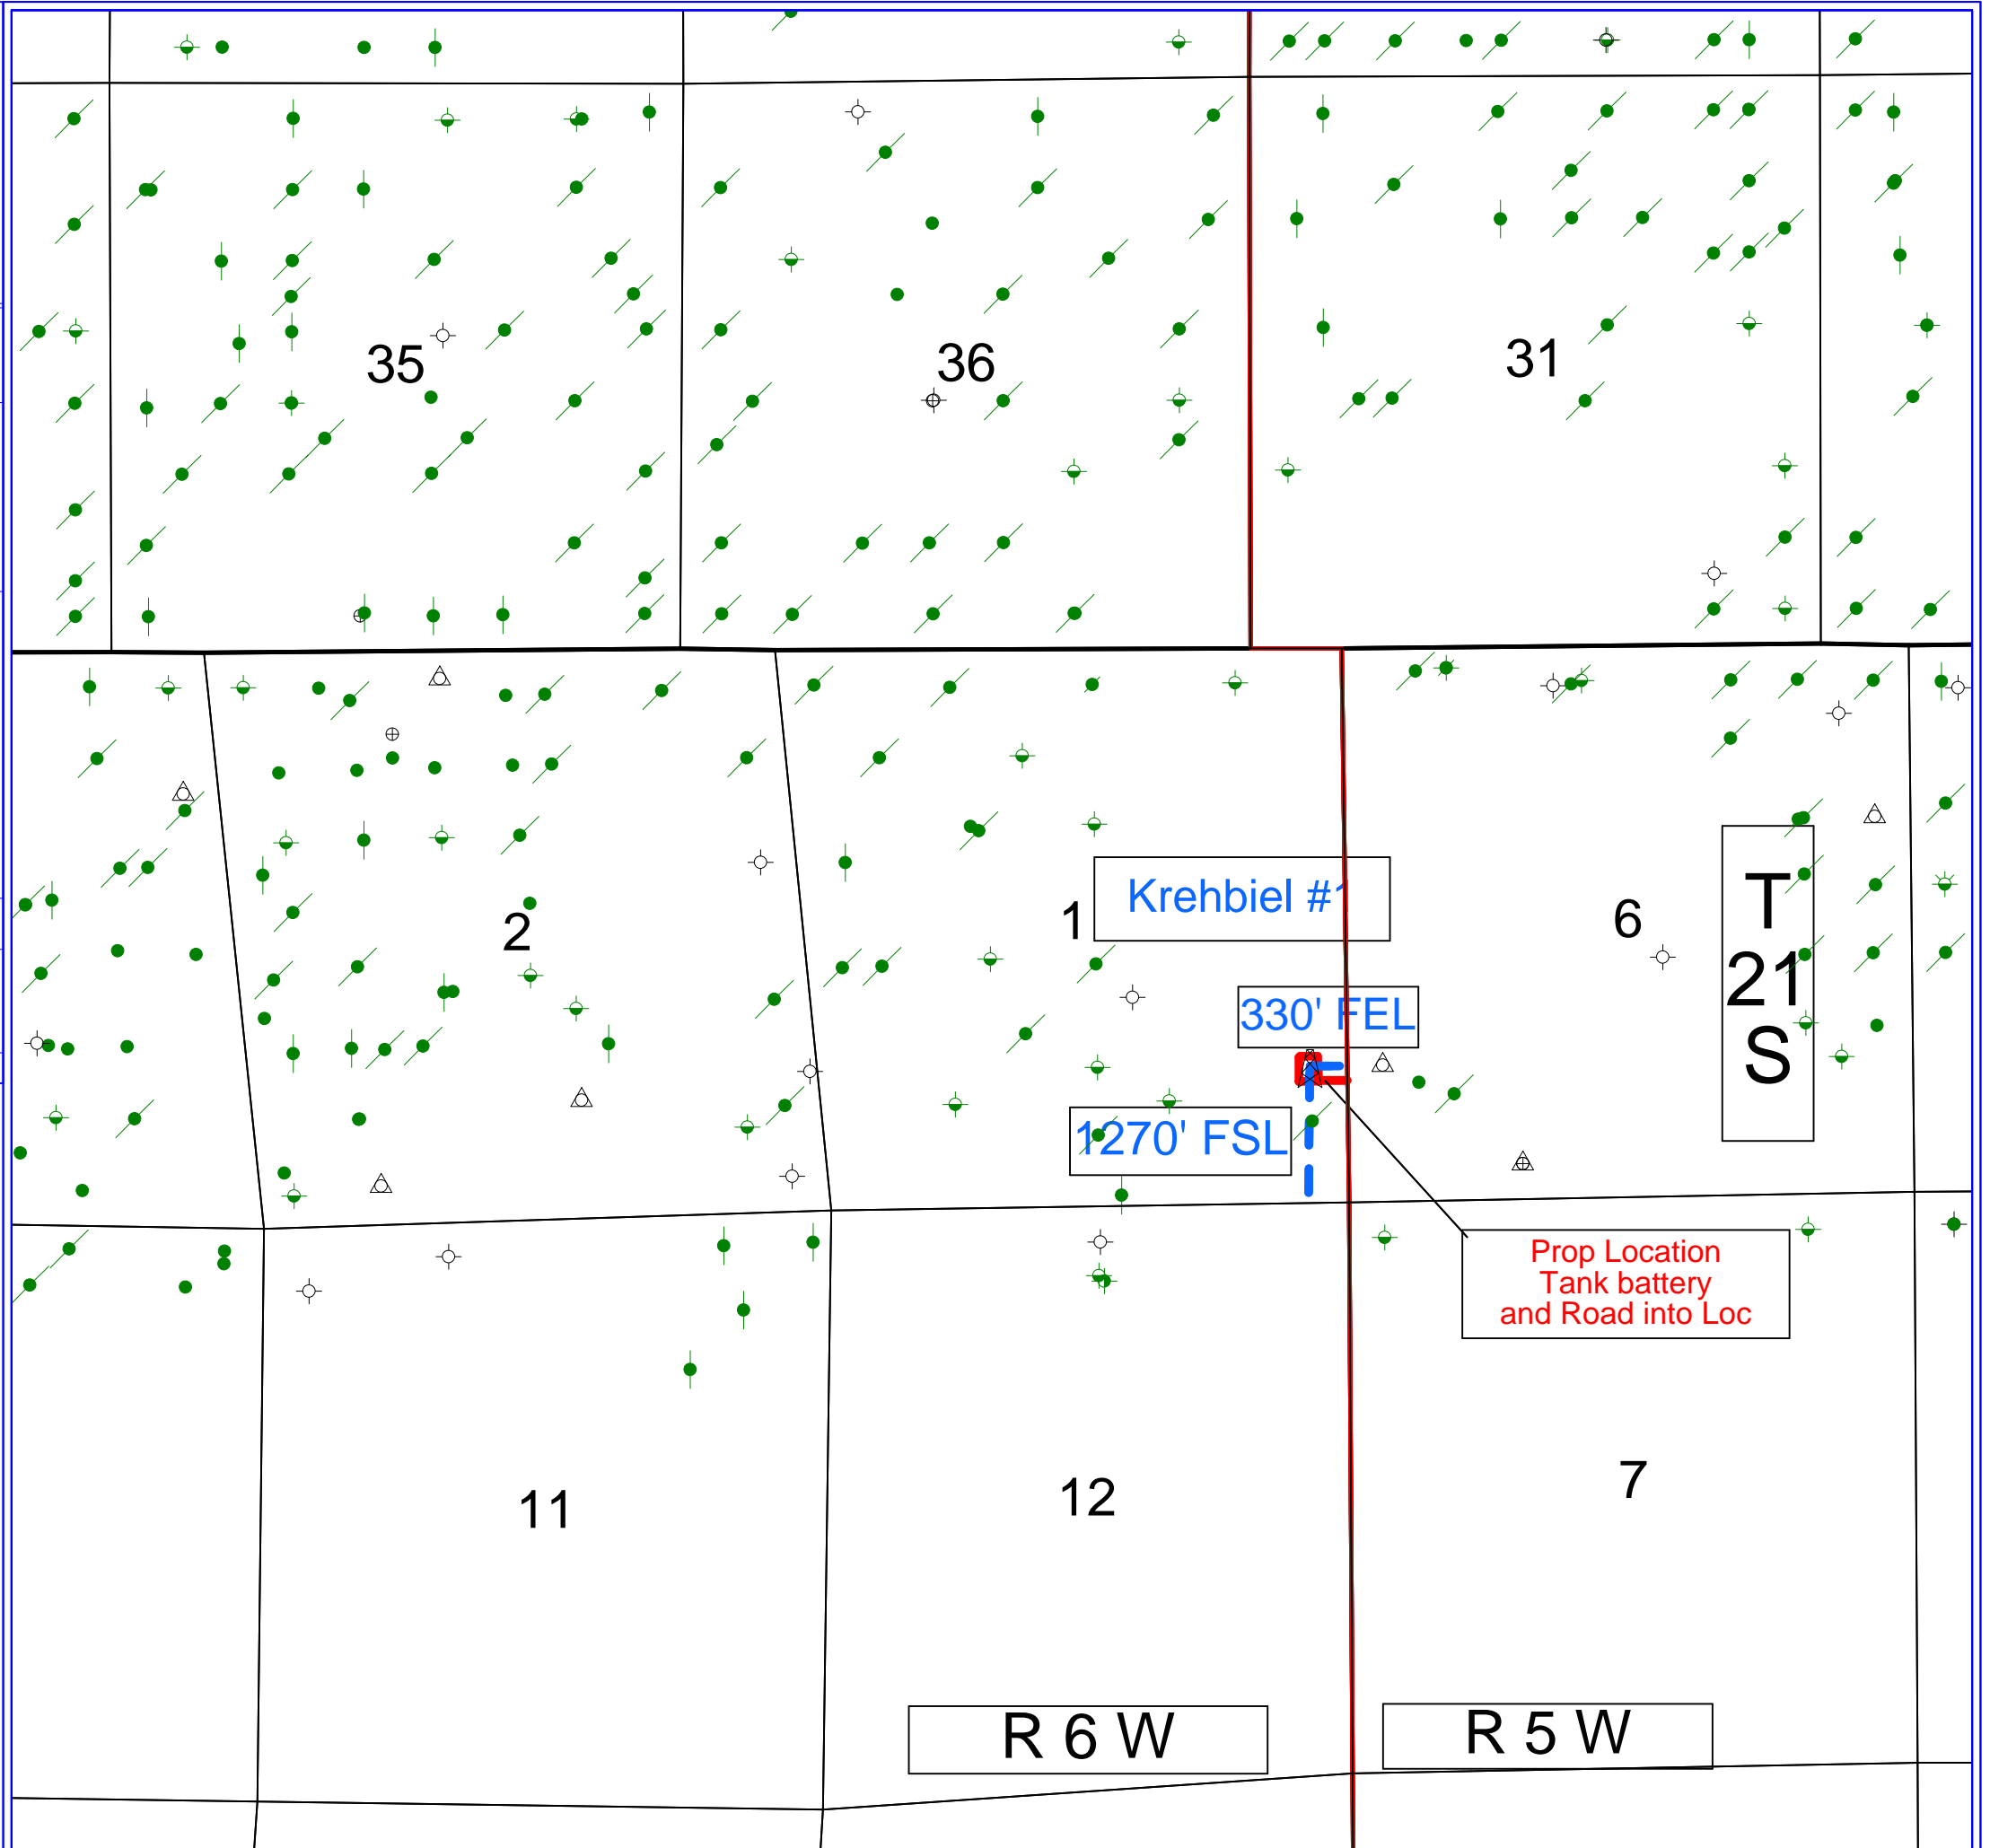 35
36
31
2
1
Krehbiel #1
6
T
21
S
330' FEL
1270' FSL
Prop Location
Tank battery
and Road into Loc
11
12
7
R 6 W
R 5 W